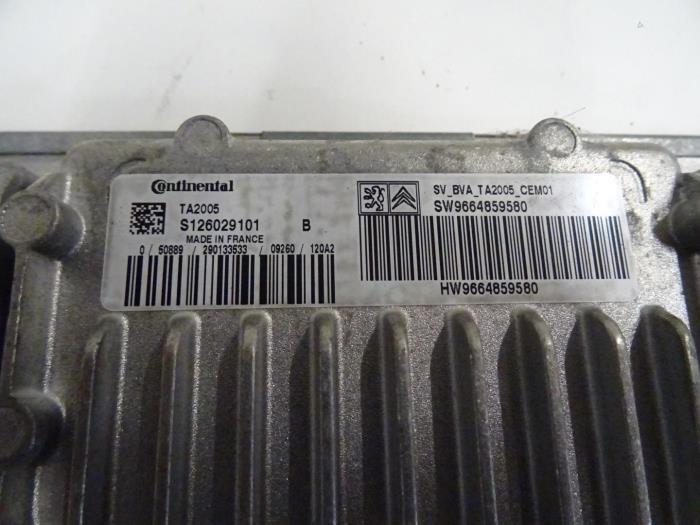 Continental
TA2005
S126029101 B
MADE IN FRANCE
0 / 50889 / 290133533 / 09260 / 120A2
SV_BVA_TA2005_CEM01
SW9664859580
HW9664859580